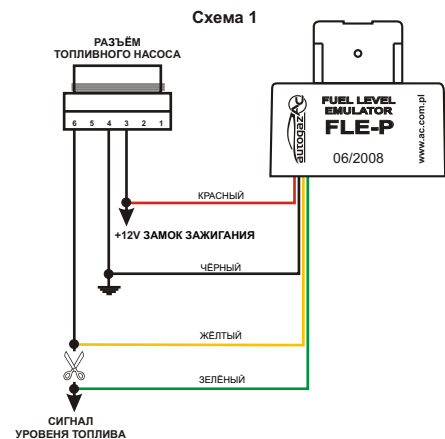 Схема 1
РАЗЪЁМ
ТОПЛИВНОГО НАСОСА
6 5 4 3 2 1
autogaz AC
FUEL LEVEL
EMULATOR
FLE-P
06/2008
www.ac.com.pl
КРАСНЫЙ
+12V ЗАМОК ЗАЖИГАНИЯ
ЧЁРНЫЙ
ЖЁЛТЫЙ
ЗЕЛЁНЫЙ
СИГНАЛ
УРОВЕНЯ ТОПЛИВА